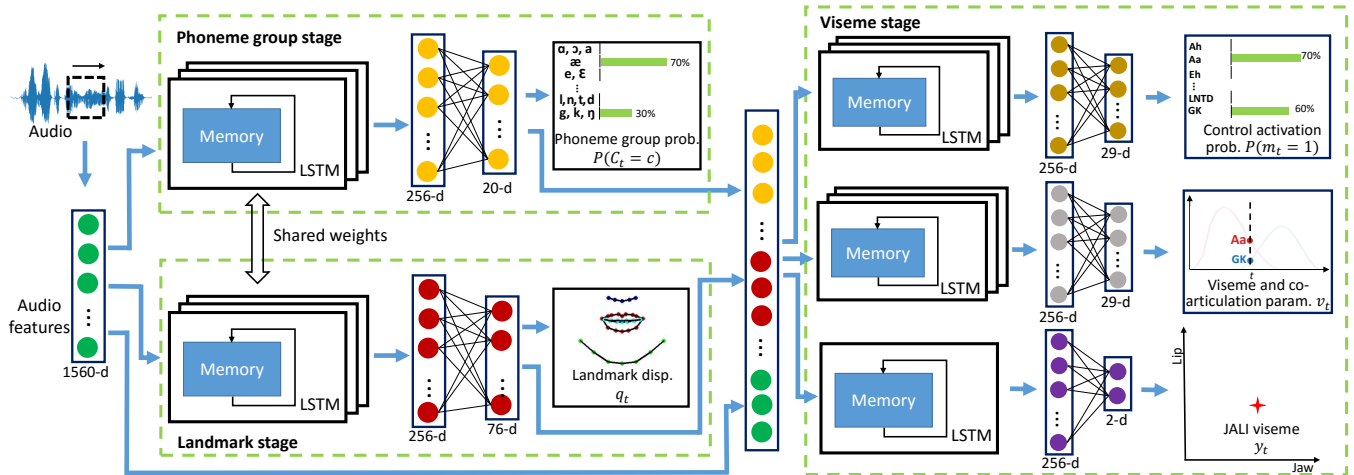 Phoneme group stage
Memory
LSTM
256-d
20-d
ɑ, ɔ, a
æ
e, ɛ
⋮
l, n, t, d
g, k, ŋ
70%
30%
Phoneme group prob.
P(C_t = c)
Audio
Audio
features
1560-d
Shared weights
Memory
LSTM
Landmark stage
256-d
76-d
Landmark disp.
q_t
Viseme stage
Memory
LSTM
256-d
29-d
Ah
Aa
Eh
⋮
LNTD
GK
70%
60%
Control activation
prob. P(m_t = 1)
Memory
LSTM
256-d
29-d
Aa
GK
t
Viseme and co-
articulation param. v_t
Memory
LSTM
256-d
2-d
Lip
JALI viseme
y_t
Jaw